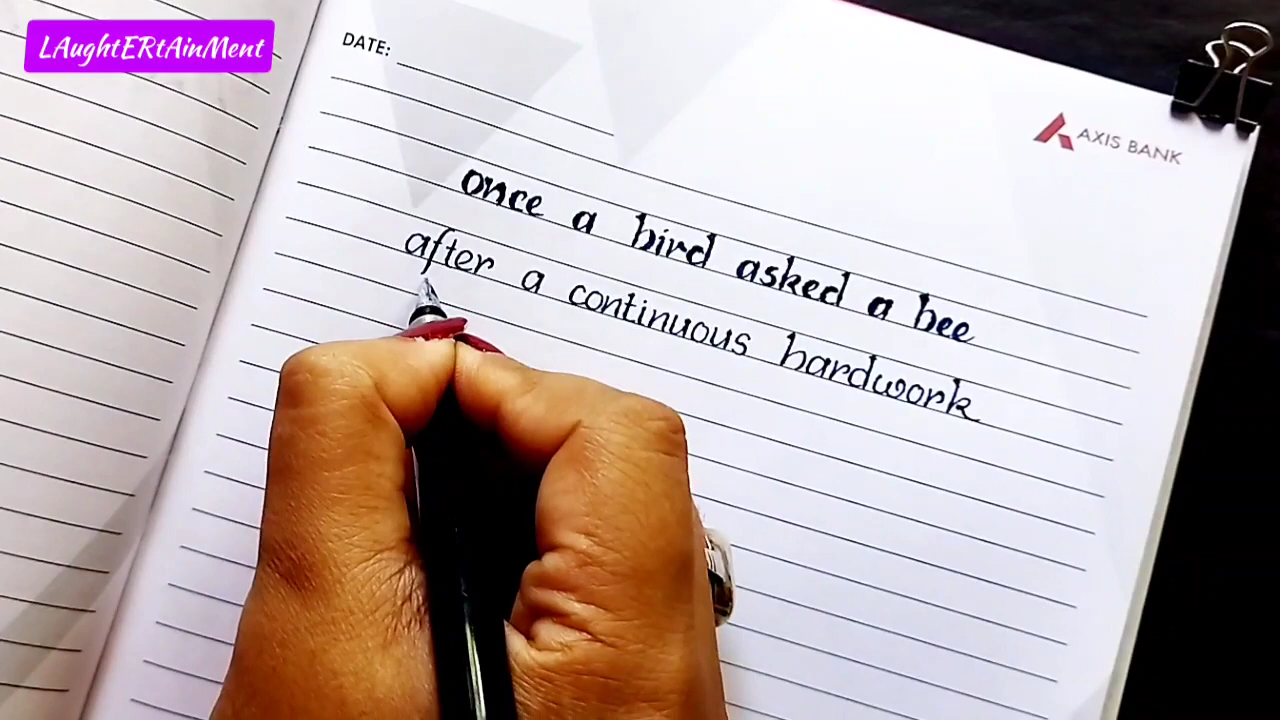 LAughtERtAinMent
DATE:
AXIS BANK
once a bird asked a bee
after a continuous hardwork